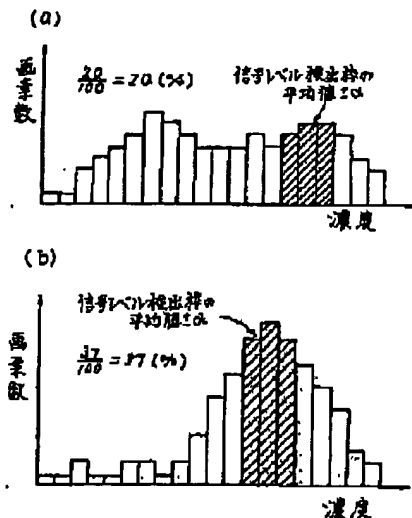 (a)
画素数
20/100 = 20 (%)
信号レベル検出枠の
平均値±α
濃度
(b)
画素数
信号レベル検出枠の
平均値±α
37/100 = 37 (%)
濃度